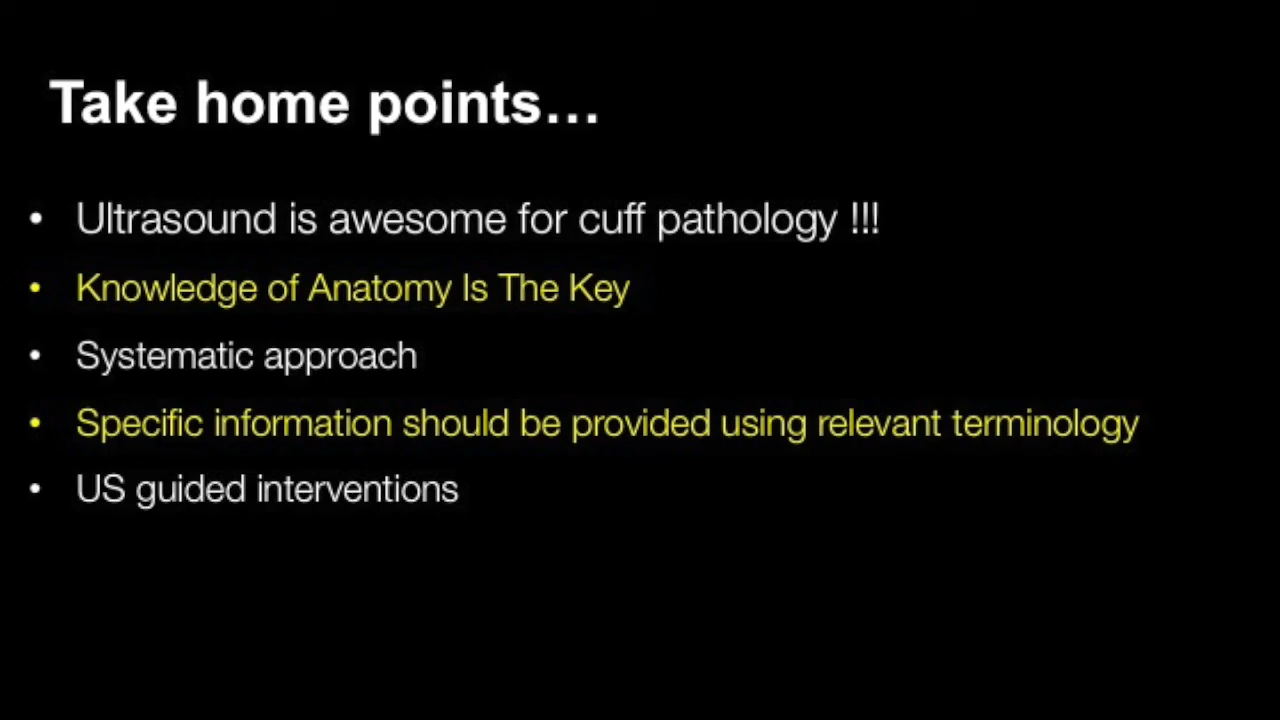 Take home points…
• Ultrasound is awesome for cuff pathology !!!
• Knowledge of Anatomy Is The Key
• Systematic approach
• Specific information should be provided using relevant terminology
• US guided interventions